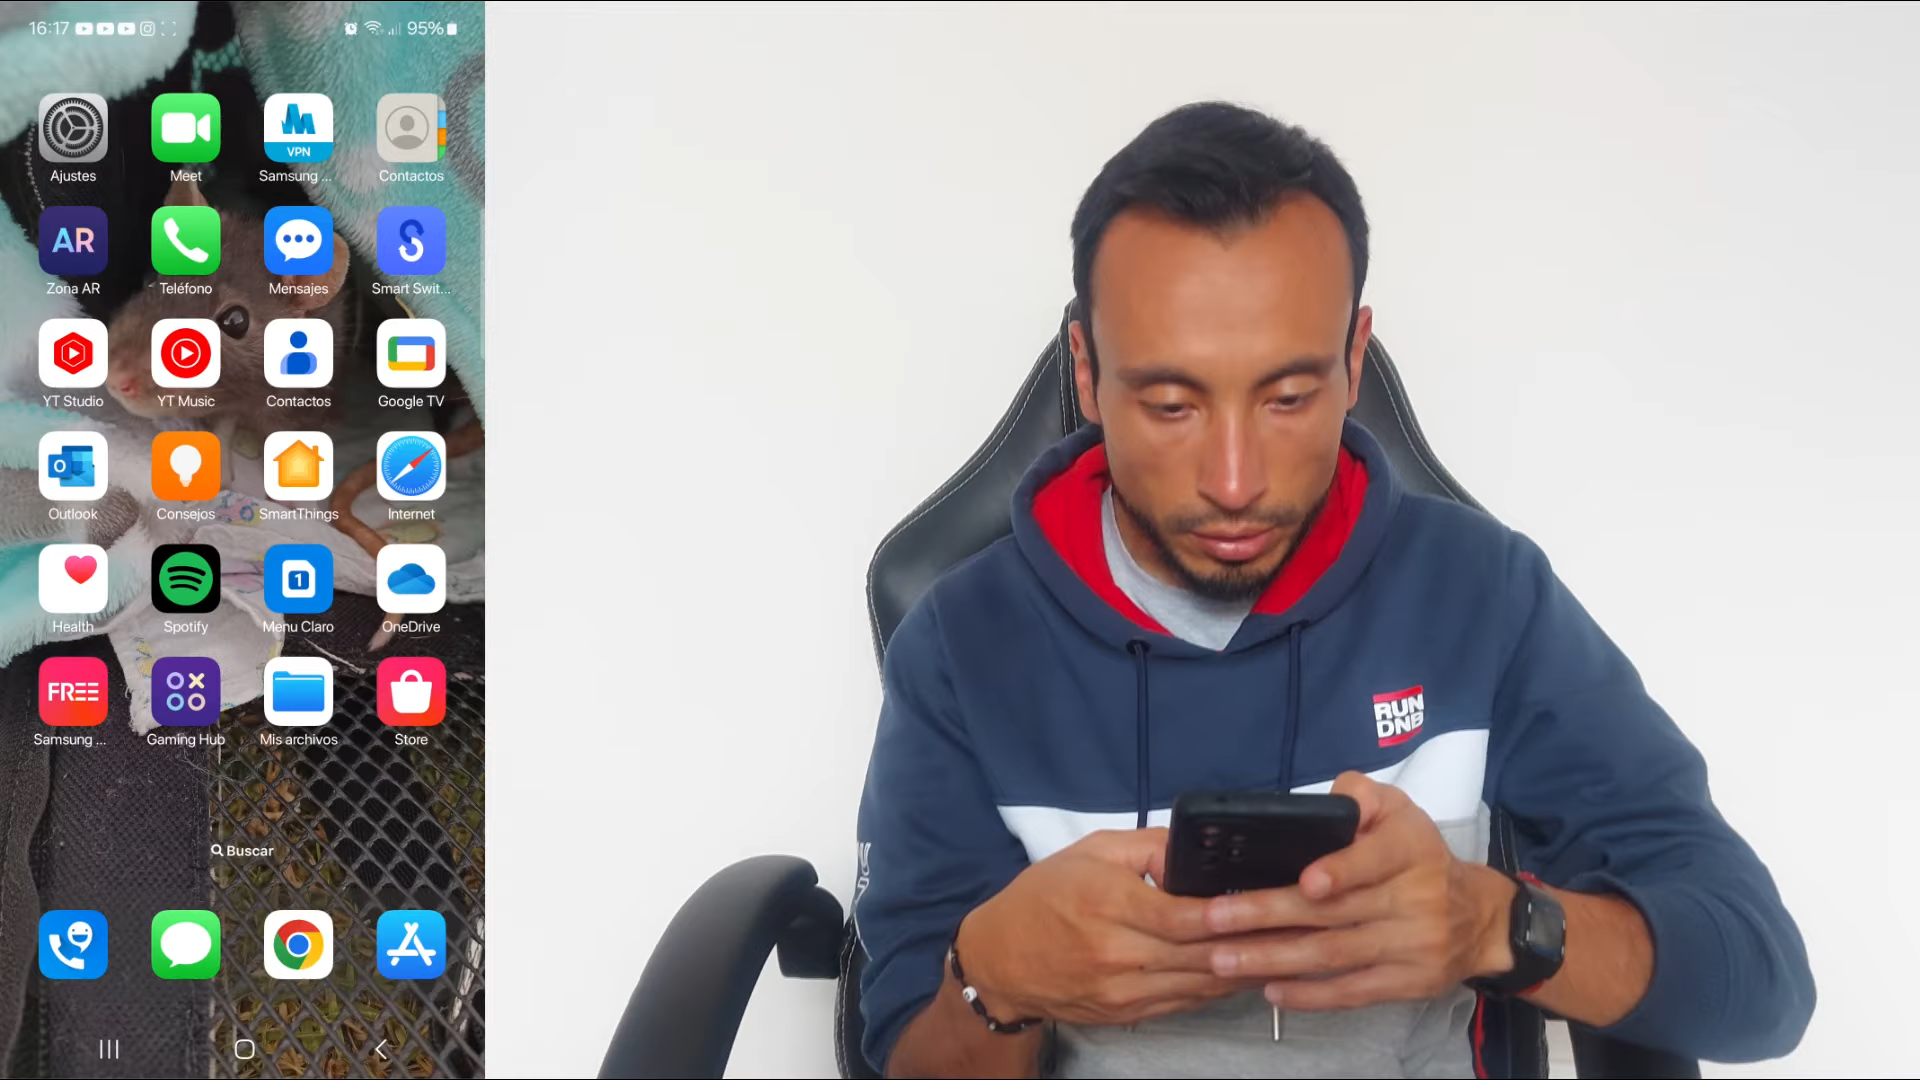 16:17 95%
VPN
Ajustes Meet Samsung ... Contactos
AR
Zona AR Teléfono Mensajes Smart Swit...
YT Studio YT Music Contactos Google TV
O
Outlook Consejos SmartThings Internet
1
Health Spotify Menu Claro OneDrive
FREE
Samsung ... Gaming Hub Mis archivos Store
Buscar
RUN
DNB